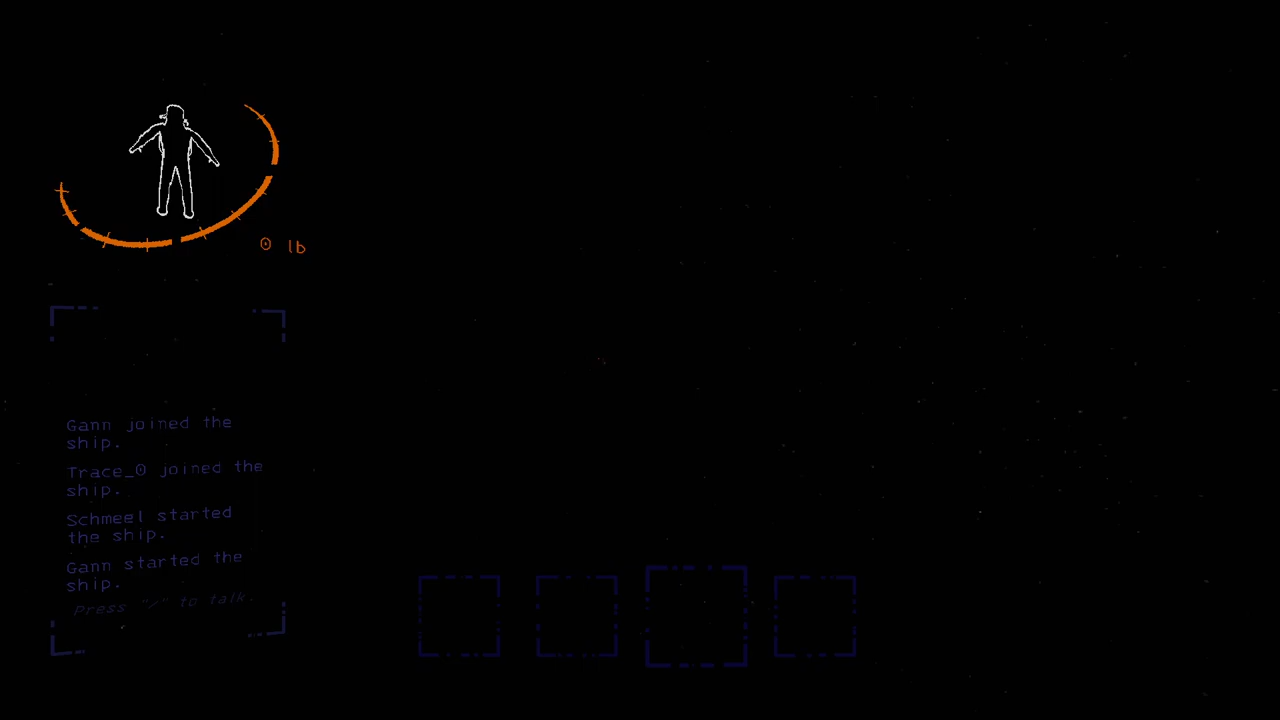 0 lb
Gann joined the
ship.
Trace_0 joined the
ship.
Schmeel started
the ship.
Gann started the
ship.
Press "/" to talk.